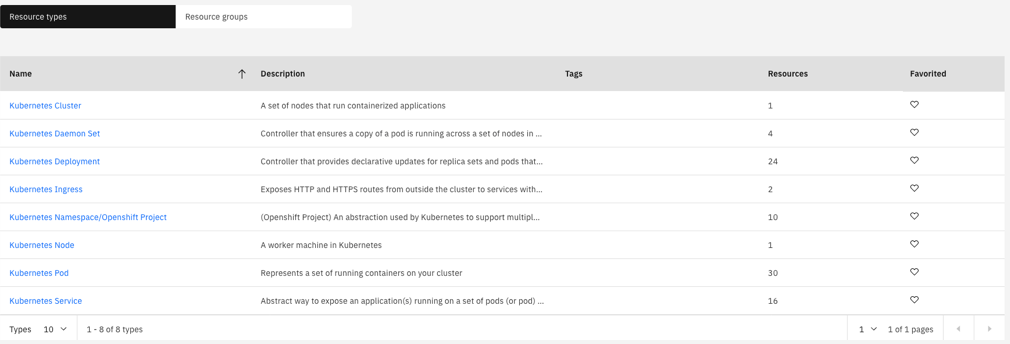 Resource types Resource groups
Name Description Tags Resources Favorited
Kubernetes Cluster A set of nodes that run containerized applications 1
Kubernetes Daemon Set Controller that ensures a copy of a pod is running across a set of nodes in ... 4
Kubernetes Deployment Controller that provides declarative updates for replica sets and pods that... 24
Kubernetes Ingress Exposes HTTP and HTTPS routes from outside the cluster to services with... 2
Kubernetes Namespace/Openshift Project (Openshift Project) An abstraction used by Kubernetes to support multipl... 10
Kubernetes Node A worker machine in Kubernetes 1
Kubernetes Pod Represents a set of running containers on your cluster 30
Kubernetes Service Abstract way to expose an application(s) running on a set of pods (or pod) ... 16
Types 10 1 - 8 of 8 types 1 1 of 1 pages